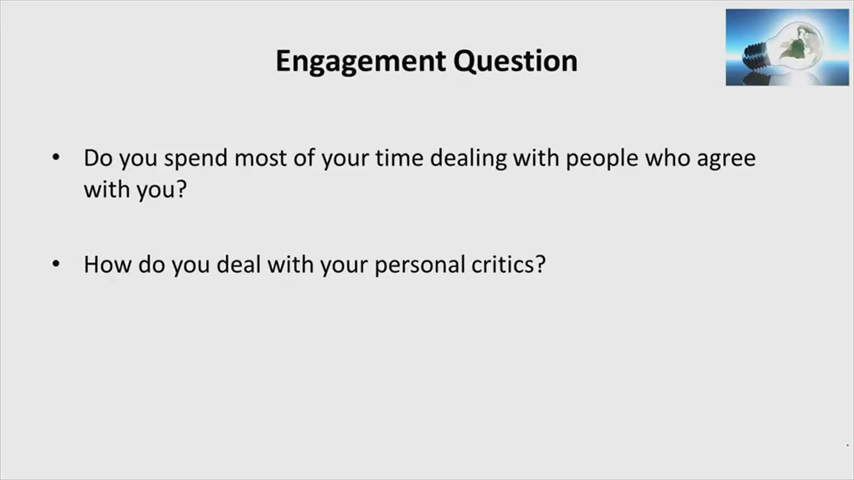 Engagement Question
• Do you spend most of your time dealing with people who agree
with you?
• How do you deal with your personal critics?